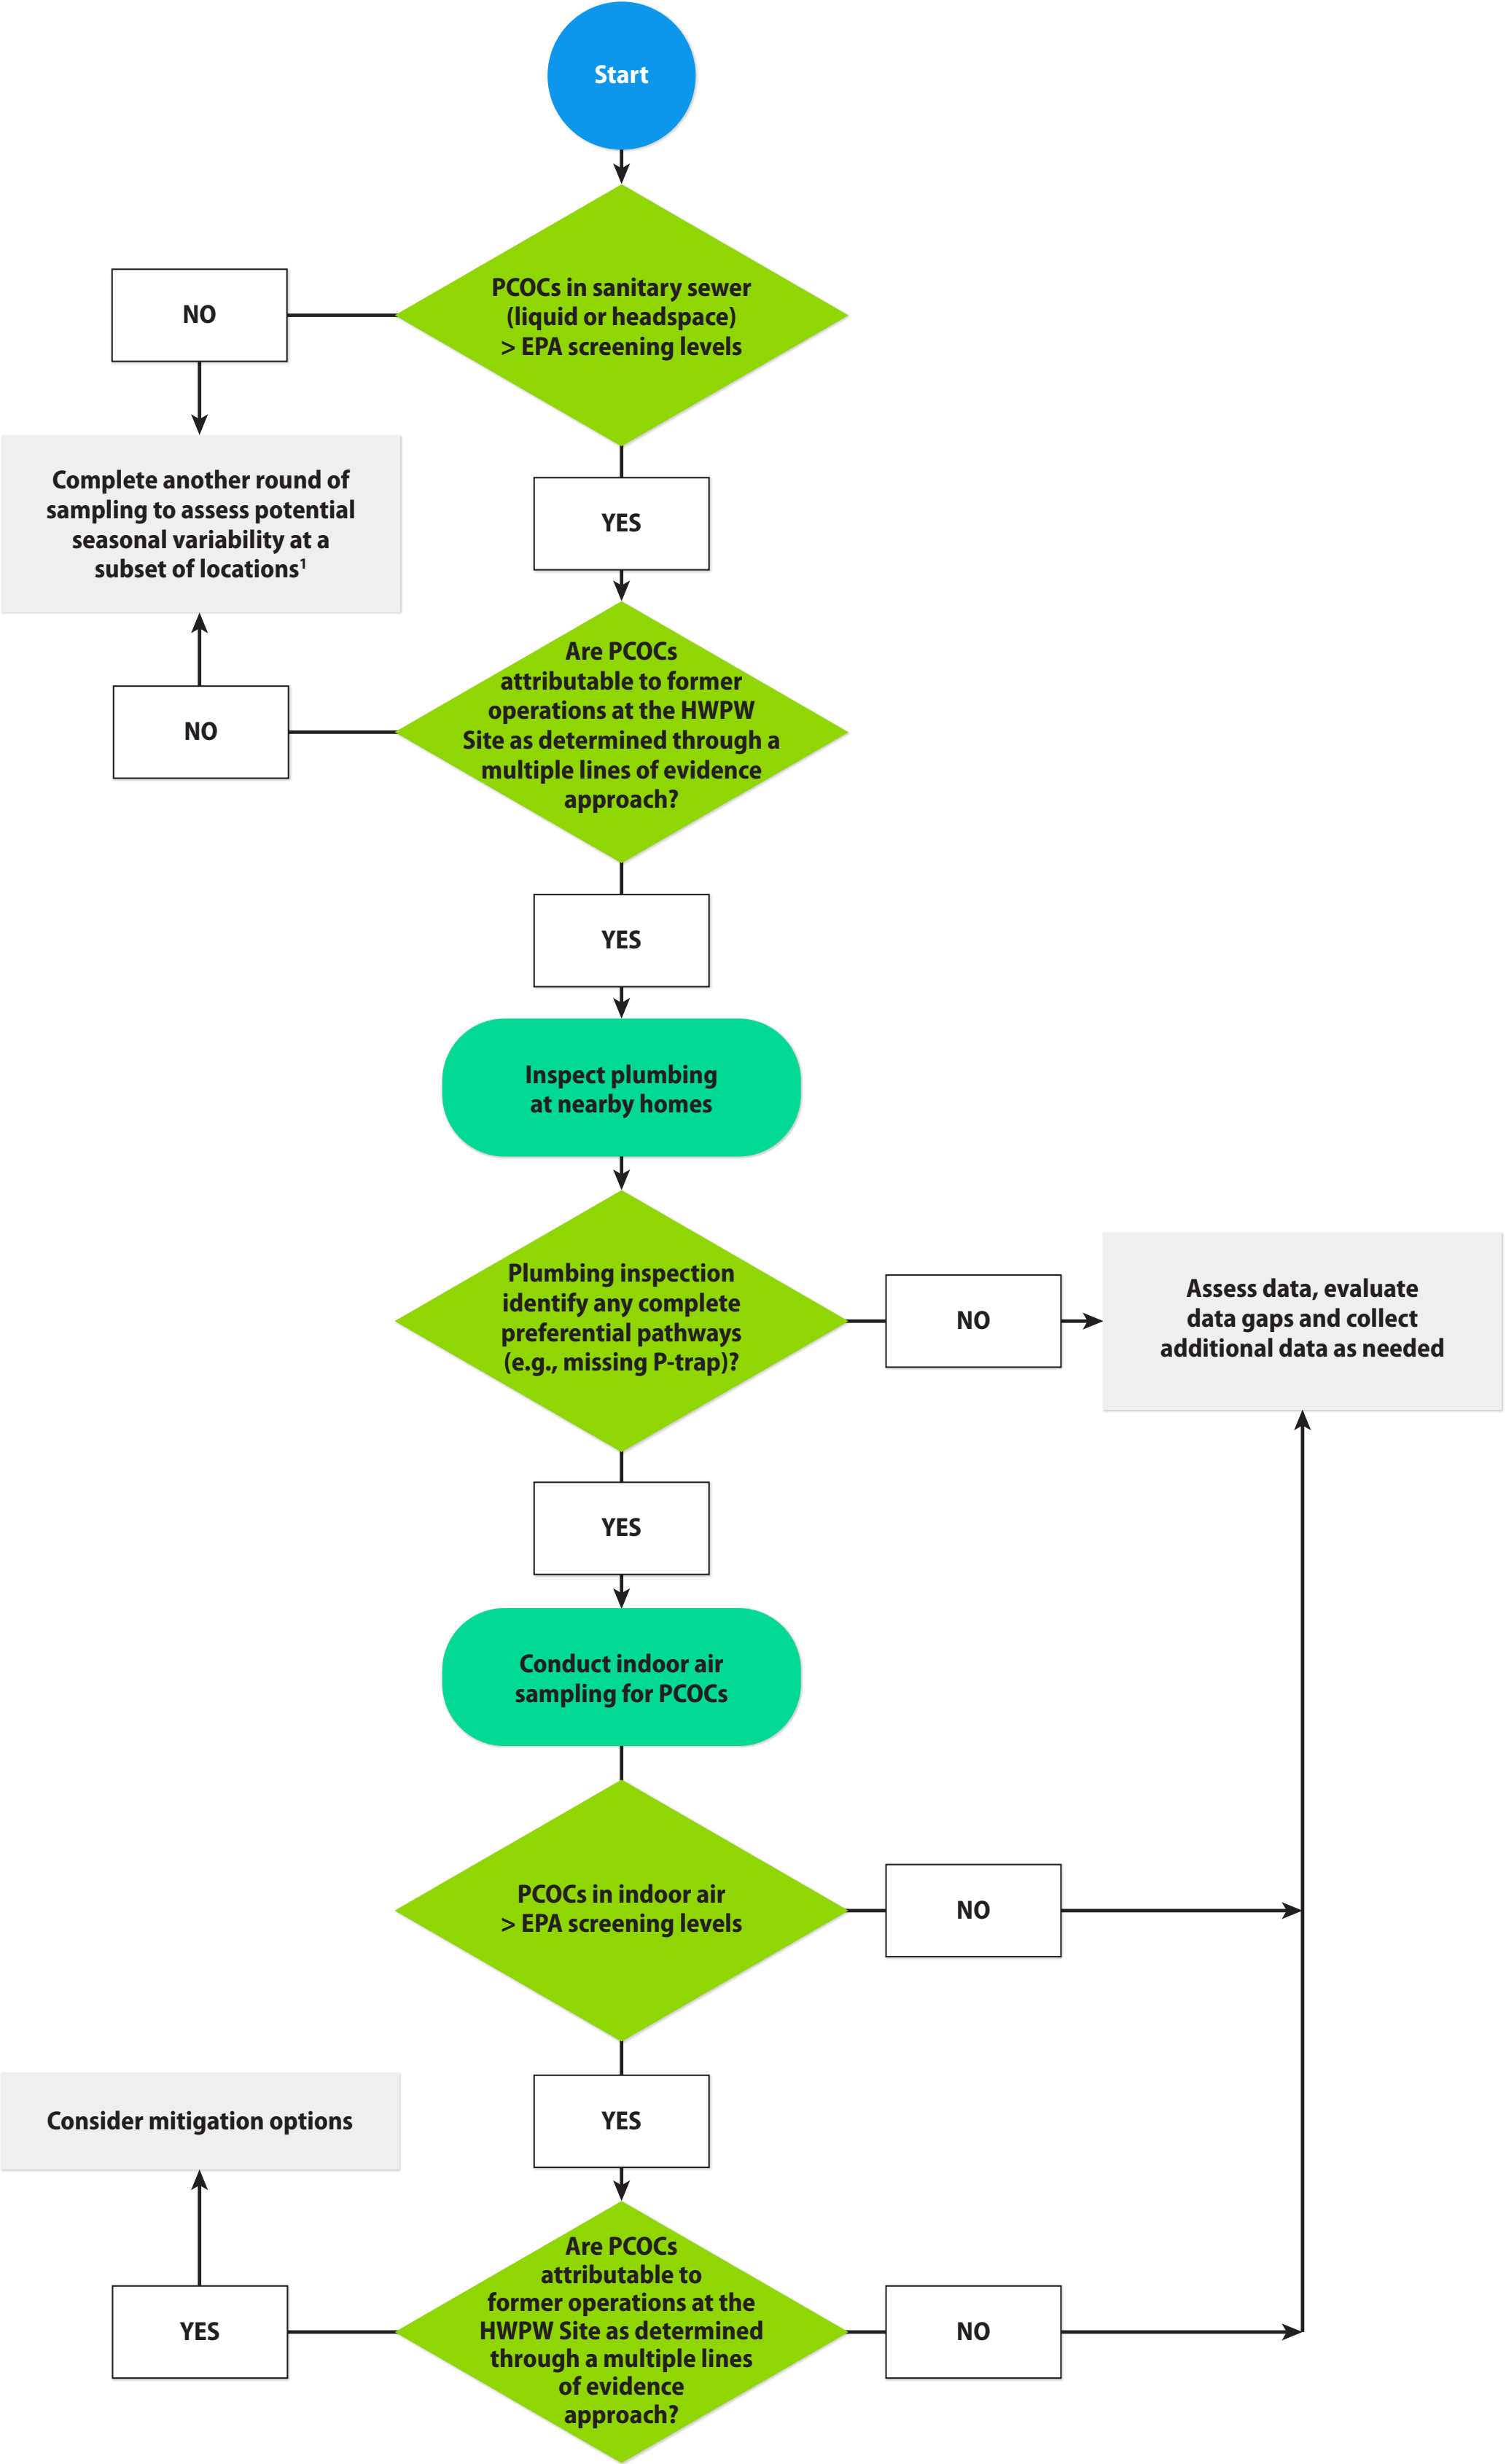 Start
PCOCs in sanitary sewer
(liquid or headspace)
> EPA screening levels
NO
Complete another round of
sampling to assess potential
seasonal variability at a
subset of locations¹
YES
Are PCOCs
attributable to former
operations at the HWPW
Site as determined through a
multiple lines of evidence
approach?
NO
YES
Inspect plumbing
at nearby homes
Plumbing inspection
identify any complete
preferential pathways
(e.g., missing P-trap)?
NO
Assess data, evaluate
data gaps and collect
additional data as needed
YES
Conduct indoor air
sampling for PCOCs
PCOCs in indoor air
> EPA screening levels
NO
YES
Consider mitigation options
Are PCOCs
attributable to
former operations at the
HWPW Site as determined
through a multiple lines
of evidence
approach?
YES
NO